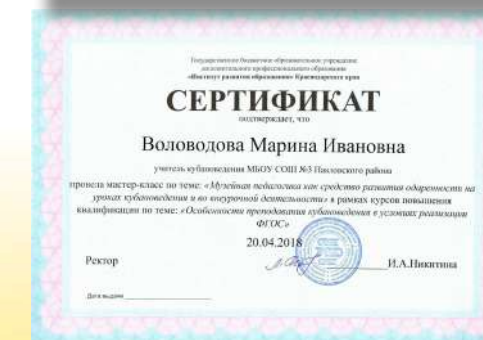 Государственное бюджетное образовательное учреждение
дополнительного профессионального образования
«Институт развития образования» Краснодарского края
СЕРТИФИКАТ
подтверждает, что
Воловодова Марина Ивановна
учитель кубановедения МБОУ СОШ №3 Павловского района
провела мастер-класс по теме: «Музейная педагогика как средство развития одаренности на
уроках кубановедения и во внеурочной деятельности» в рамках курсов повышения
квалификации по теме: «Особенности преподавания кубановедения в условиях реализации
ФГОС»
20.04.2018
Ректор
И.А.Никитина
Дата выдачи